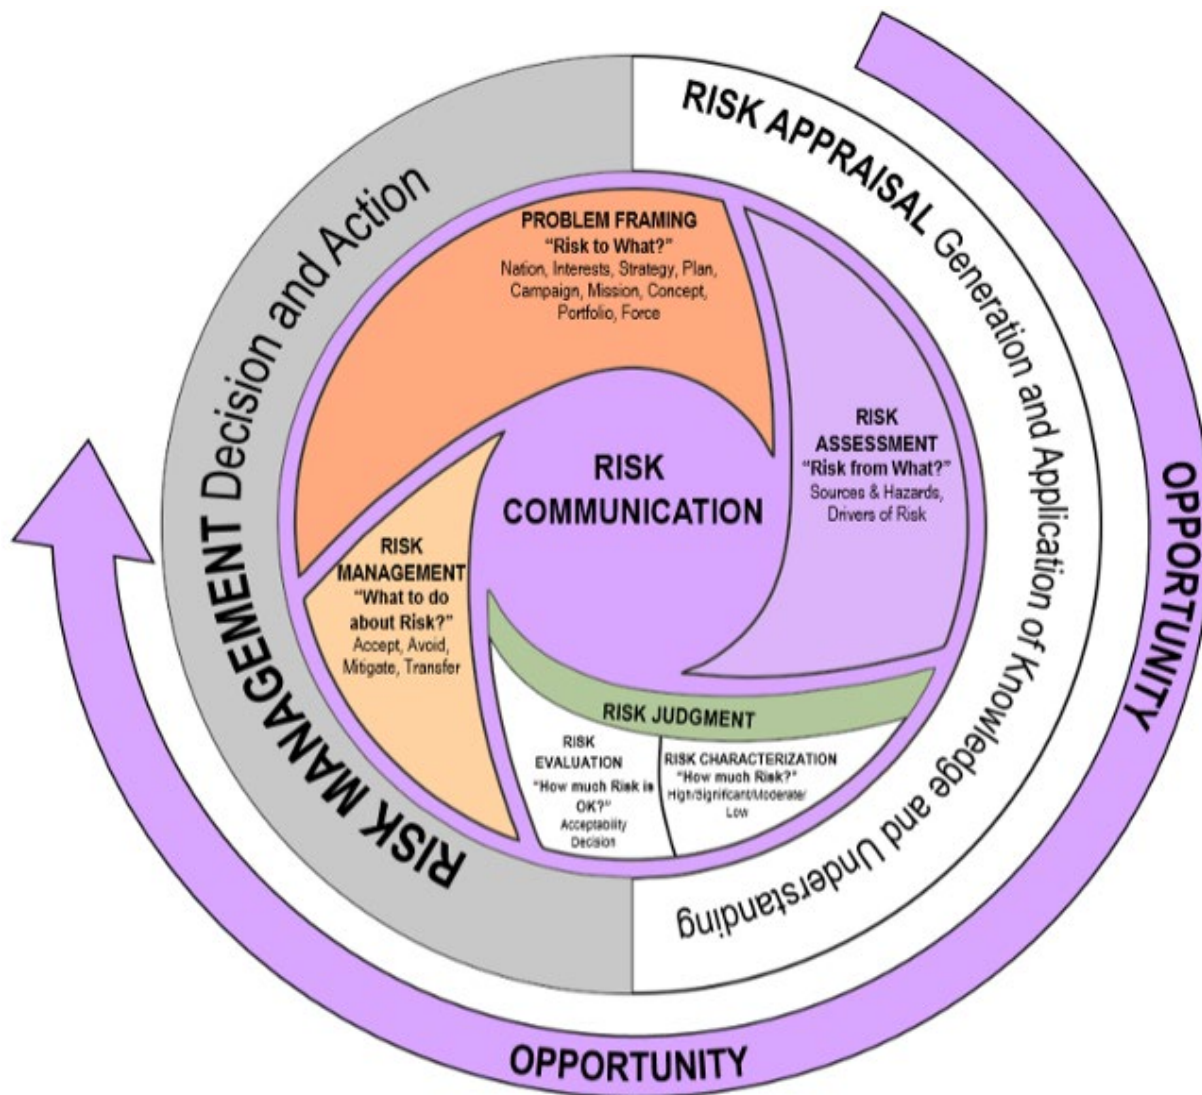 RISK APPRAISAL Generation and Application of Knowledge and Understanding
RISK MANAGEMENT Decision and Action
OPPORTUNITY
OPPORTUNITY
PROBLEM FRAMING
“Risk to What?”
Nation, Interests, Strategy, Plan,
Campaign, Mission, Concept,
Portfolio, Force
RISK
ASSESSMENT
“Risk from What?”
Sources & Hazards,
Drivers of Risk
RISK
COMMUNICATION
RISK
MANAGEMENT
“What to do
about Risk?”
Accept, Avoid,
Mitigate, Transfer
RISK JUDGMENT
RISK
EVALUATION
“How much Risk is
OK?”
Acceptability
Decision
RISK CHARACTERIZATION
“How much Risk?”
High/Significant/Moderate/
Low